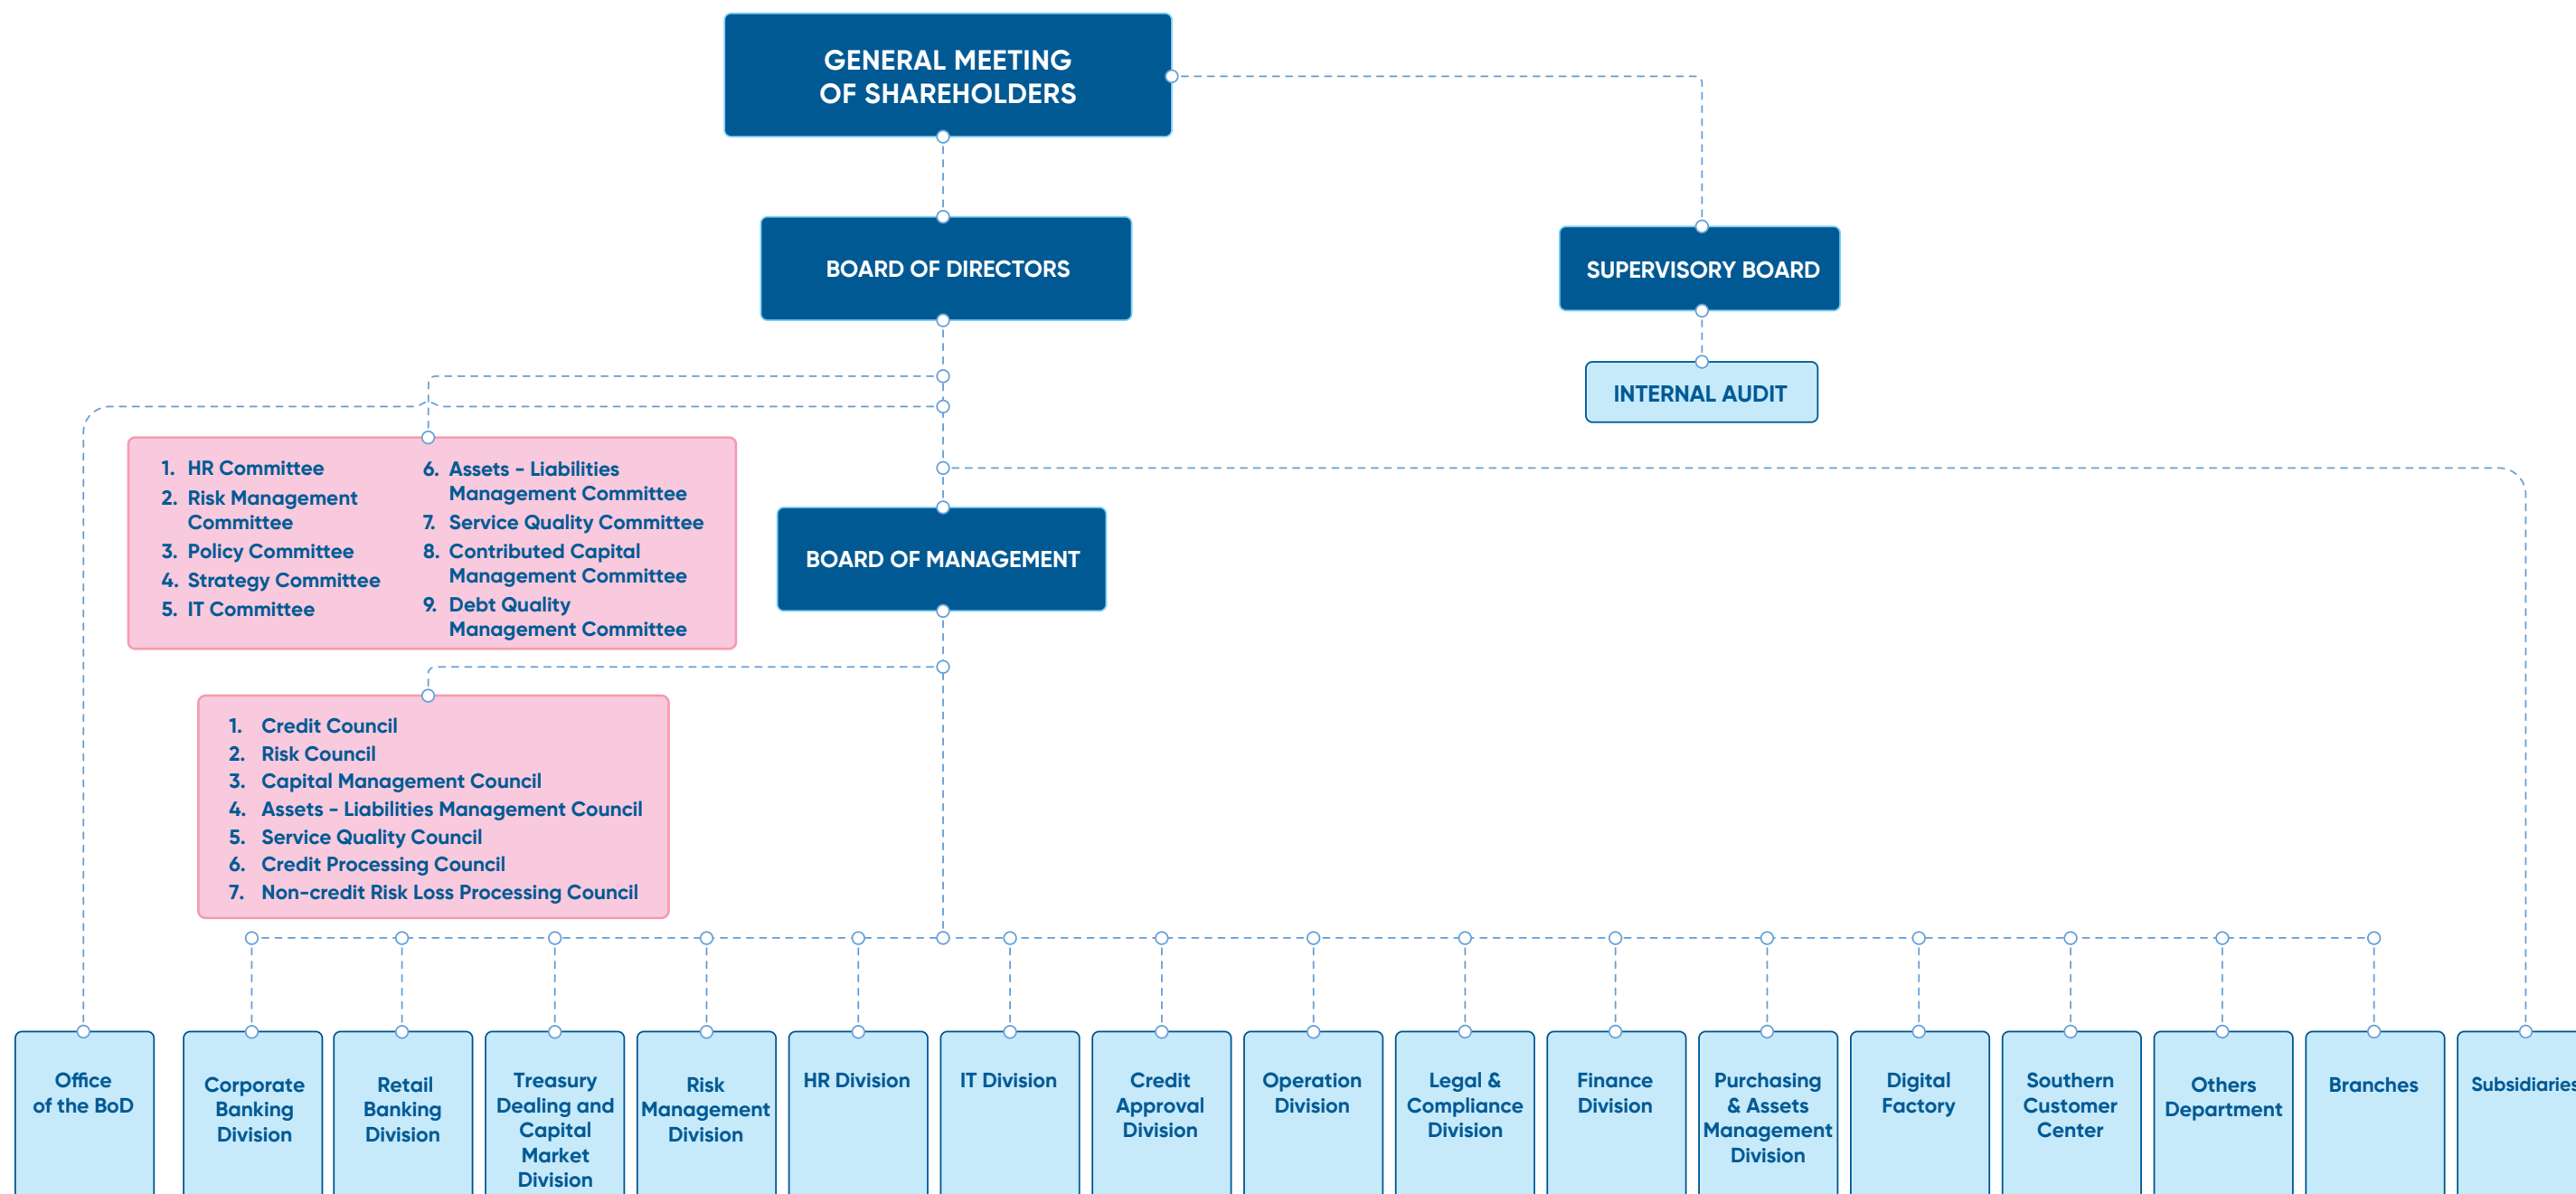 GENERAL MEETING
OF SHAREHOLDERS
BOARD OF DIRECTORS
SUPERVISORY BOARD
INTERNAL AUDIT
1. HR Committee
2. Risk Management
Committee
3. Policy Committee
4. Strategy Committee
5. IT Committee
6. Assets - Liabilities
Management Committee
7. Service Quality Committee
8. Contributed Capital
Management Committee
9. Debt Quality
Management Committee
BOARD OF MANAGEMENT
1. Credit Council
2. Risk Council
3. Capital Management Council
4. Assets - Liabilities Management Council
5. Service Quality Council
6. Credit Processing Council
7. Non-credit Risk Loss Processing Council
Office
of the BoD
Corporate
Banking
Division
Retail
Banking
Division
Treasury
Dealing and
Capital
Market
Division
Risk
Management
Division
HR Division
IT Division
Credit
Approval
Division
Operation
Division
Legal &
Compliance
Division
Finance
Division
Purchasing
& Assets
Management
Division
Digital
Factory
Southern
Customer
Center
Others
Department
Branches
Subsidiaries